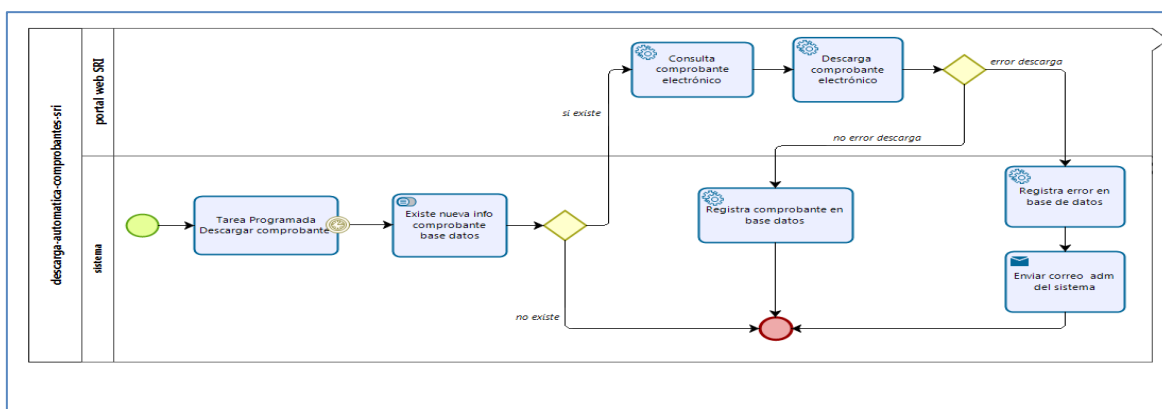 descarga-automatica-comprobantes-sri
portal web SRI
Consulta
comprobante
electrónico
Descarga
comprobante
electrónico
error descarga
si existe
no error descarga
sistema
Tarea Programada
Descargar comprobante
Existe nueva info
comprobante
base datos
Registra comprobante en
base datos
Registra error en
base de datos
Enviar correo adm
del sistema
no existe